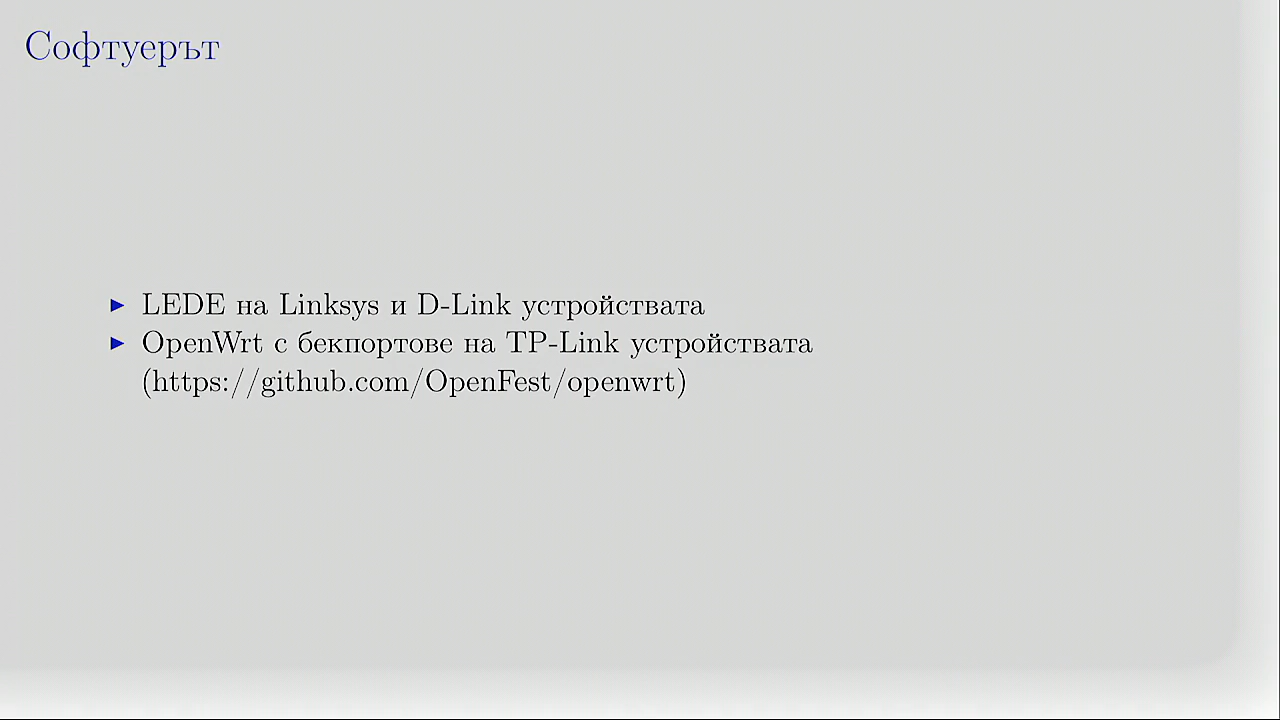 Софтуерът
LEDE на Linksys и D-Link устройствата
OpenWrt с бекпортове на TP-Link устройствата
(https://github.com/OpenFest/openwrt)